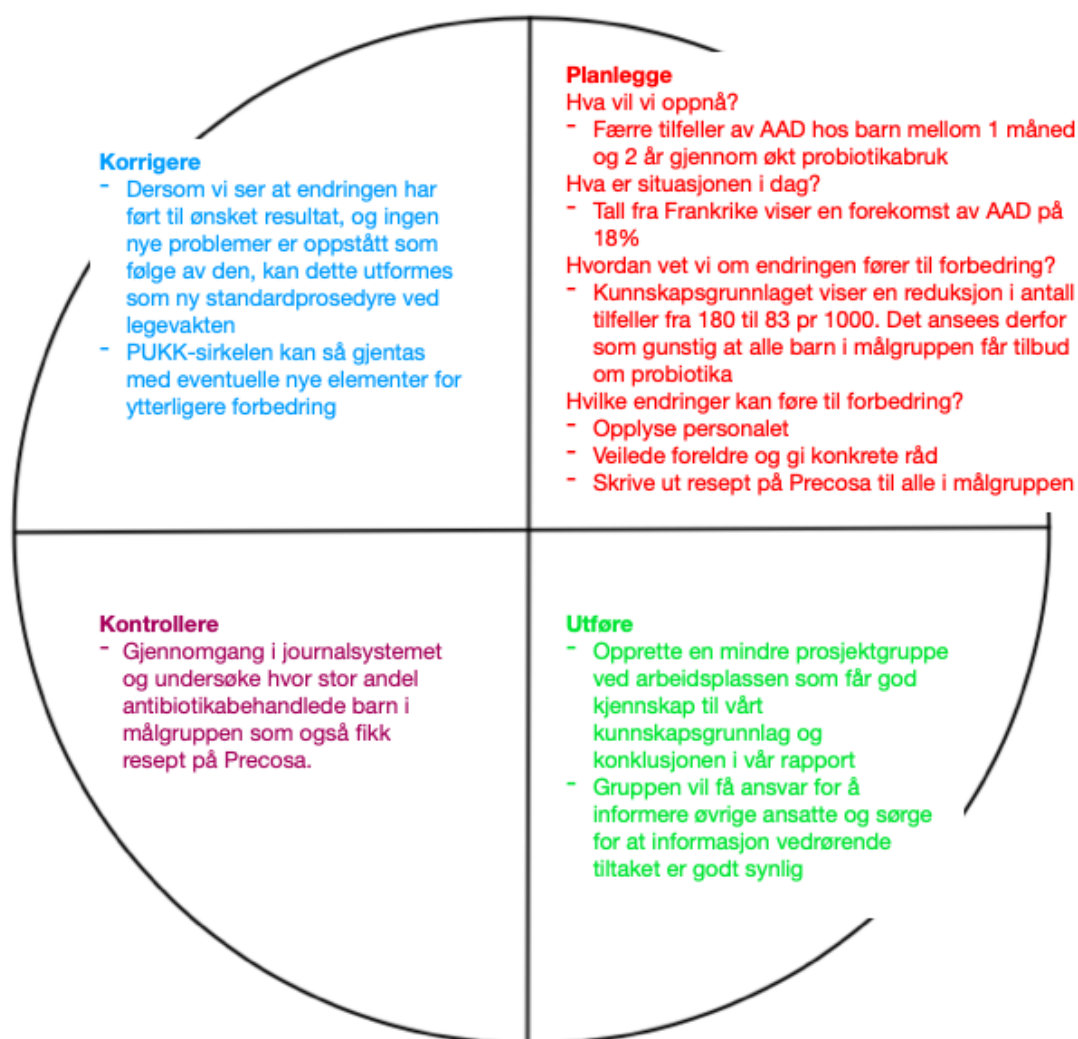 Planlegge
Hva vil vi oppnå?
- Færre tilfeller av AAD hos barn mellom 1 måned
og 2 år gjennom økt probiotikabruk
Hva er situasjonen i dag?
- Tall fra Frankrike viser en forekomst av AAD på
18%
Hvordan vet vi om endringen fører til forbedring?
- Kunnskapsgrunnlaget viser en reduksjon i antall
tilfeller fra 180 til 83 pr 1000. Det ansees derfor
som gunstig at alle barn i målgruppen får tilbud
om probiotika
Hvilke endringer kan føre til forbedring?
- Opplyse personalet
- Veilede foreldre og gi konkrete råd
- Skrive ut resept på Precosa til alle i målgruppen
Utføre
- Opprette en mindre prosjektgruppe
ved arbeidsplassen som får god
kjennskap til vårt
kunnskapsgrunnlag og
konklusjonen i vår rapport
- Gruppen vil få ansvar for å
informere øvrige ansatte og sørge
for at informasjon vedrørende
tiltaket er godt synlig
Kontrollere
- Gjennomgang i journalsystemet
og undersøke hvor stor andel
antibiotikabehandlede barn i
målgruppen som også fikk
resept på Precosa.
Korrigere
- Dersom vi ser at endringen har
ført til ønsket resultat, og ingen
nye problemer er oppstått som
følge av den, kan dette utformes
som ny standardprosedyre ved
legevakten
- PUKK-sirkelen kan så gjentas
med eventuelle nye elementer for
ytterligere forbedring